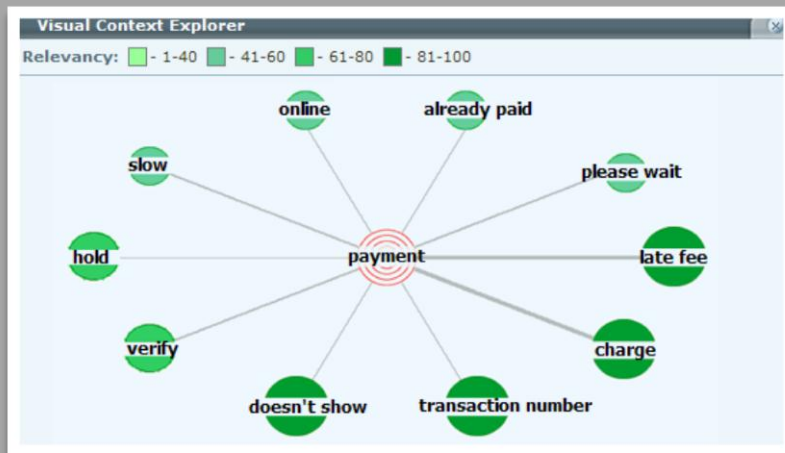 Visual Context Explorer
Relevancy: - 1-40 - 41-60 - 61-80 - 81-100
online
already paid
slow
please wait
hold
payment
late fee
verify
charge
doesn't show
transaction number